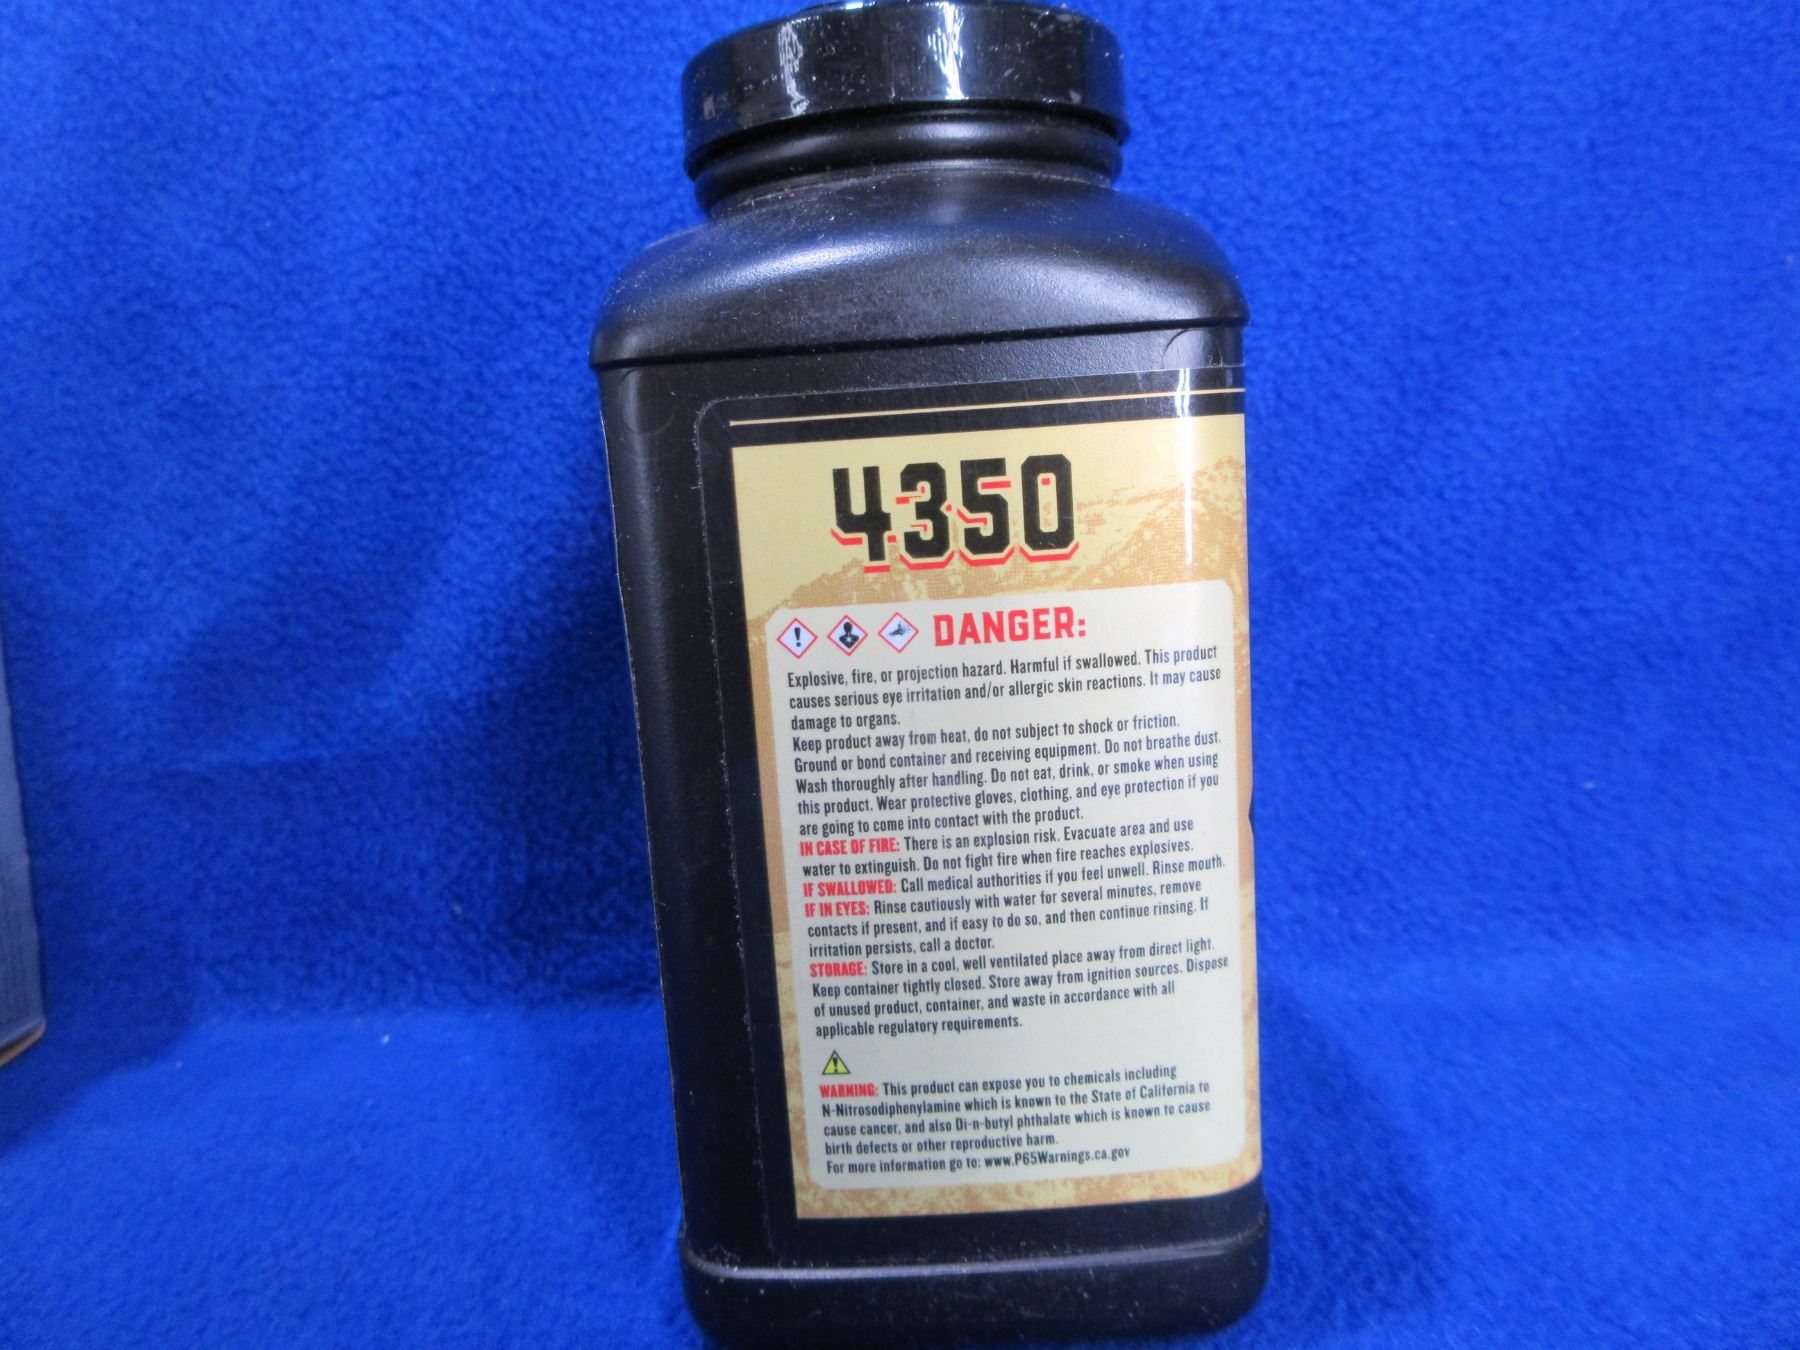 4350
DANGER:
Explosive, fire, or projection hazard. Harmful if swallowed. This product
causes serious eye irritation and/or allergic skin reactions. It may cause
damage to organs.
Keep product away from heat, do not subject to shock or friction.
Ground or bond container and receiving equipment. Do not breathe dust.
Wash thoroughly after handling. Do not eat, drink, or smoke when using
this product. Wear protective gloves, clothing, and eye protection if you
are going to come into contact with the product.
IN CASE OF FIRE: There is an explosion risk. Evacuate area and use
water to extinguish. Do not fight fire when fire reaches explosives.
IF SWALLOWED: Call medical authorities if you feel unwell. Rinse mouth.
IF IN EYES: Rinse cautiously with water for several minutes, remove
contacts if present, and if easy to do so, and then continue rinsing. If
irritation persists, call a doctor.
STORAGE: Store in a cool, well ventilated place away from direct light.
Keep container tightly closed. Store away from ignition sources. Dispose
of unused product, container, and waste in accordance with all
applicable regulatory requirements.
WARNING: This product can expose you to chemicals including
N-Nitrosodiphenylamine which is known to the State of California to
cause cancer, and also Di-n-butyl phthalate which is known to cause
birth defects or other reproductive harm.
For more information go to: www.P65Warnings.ca.gov